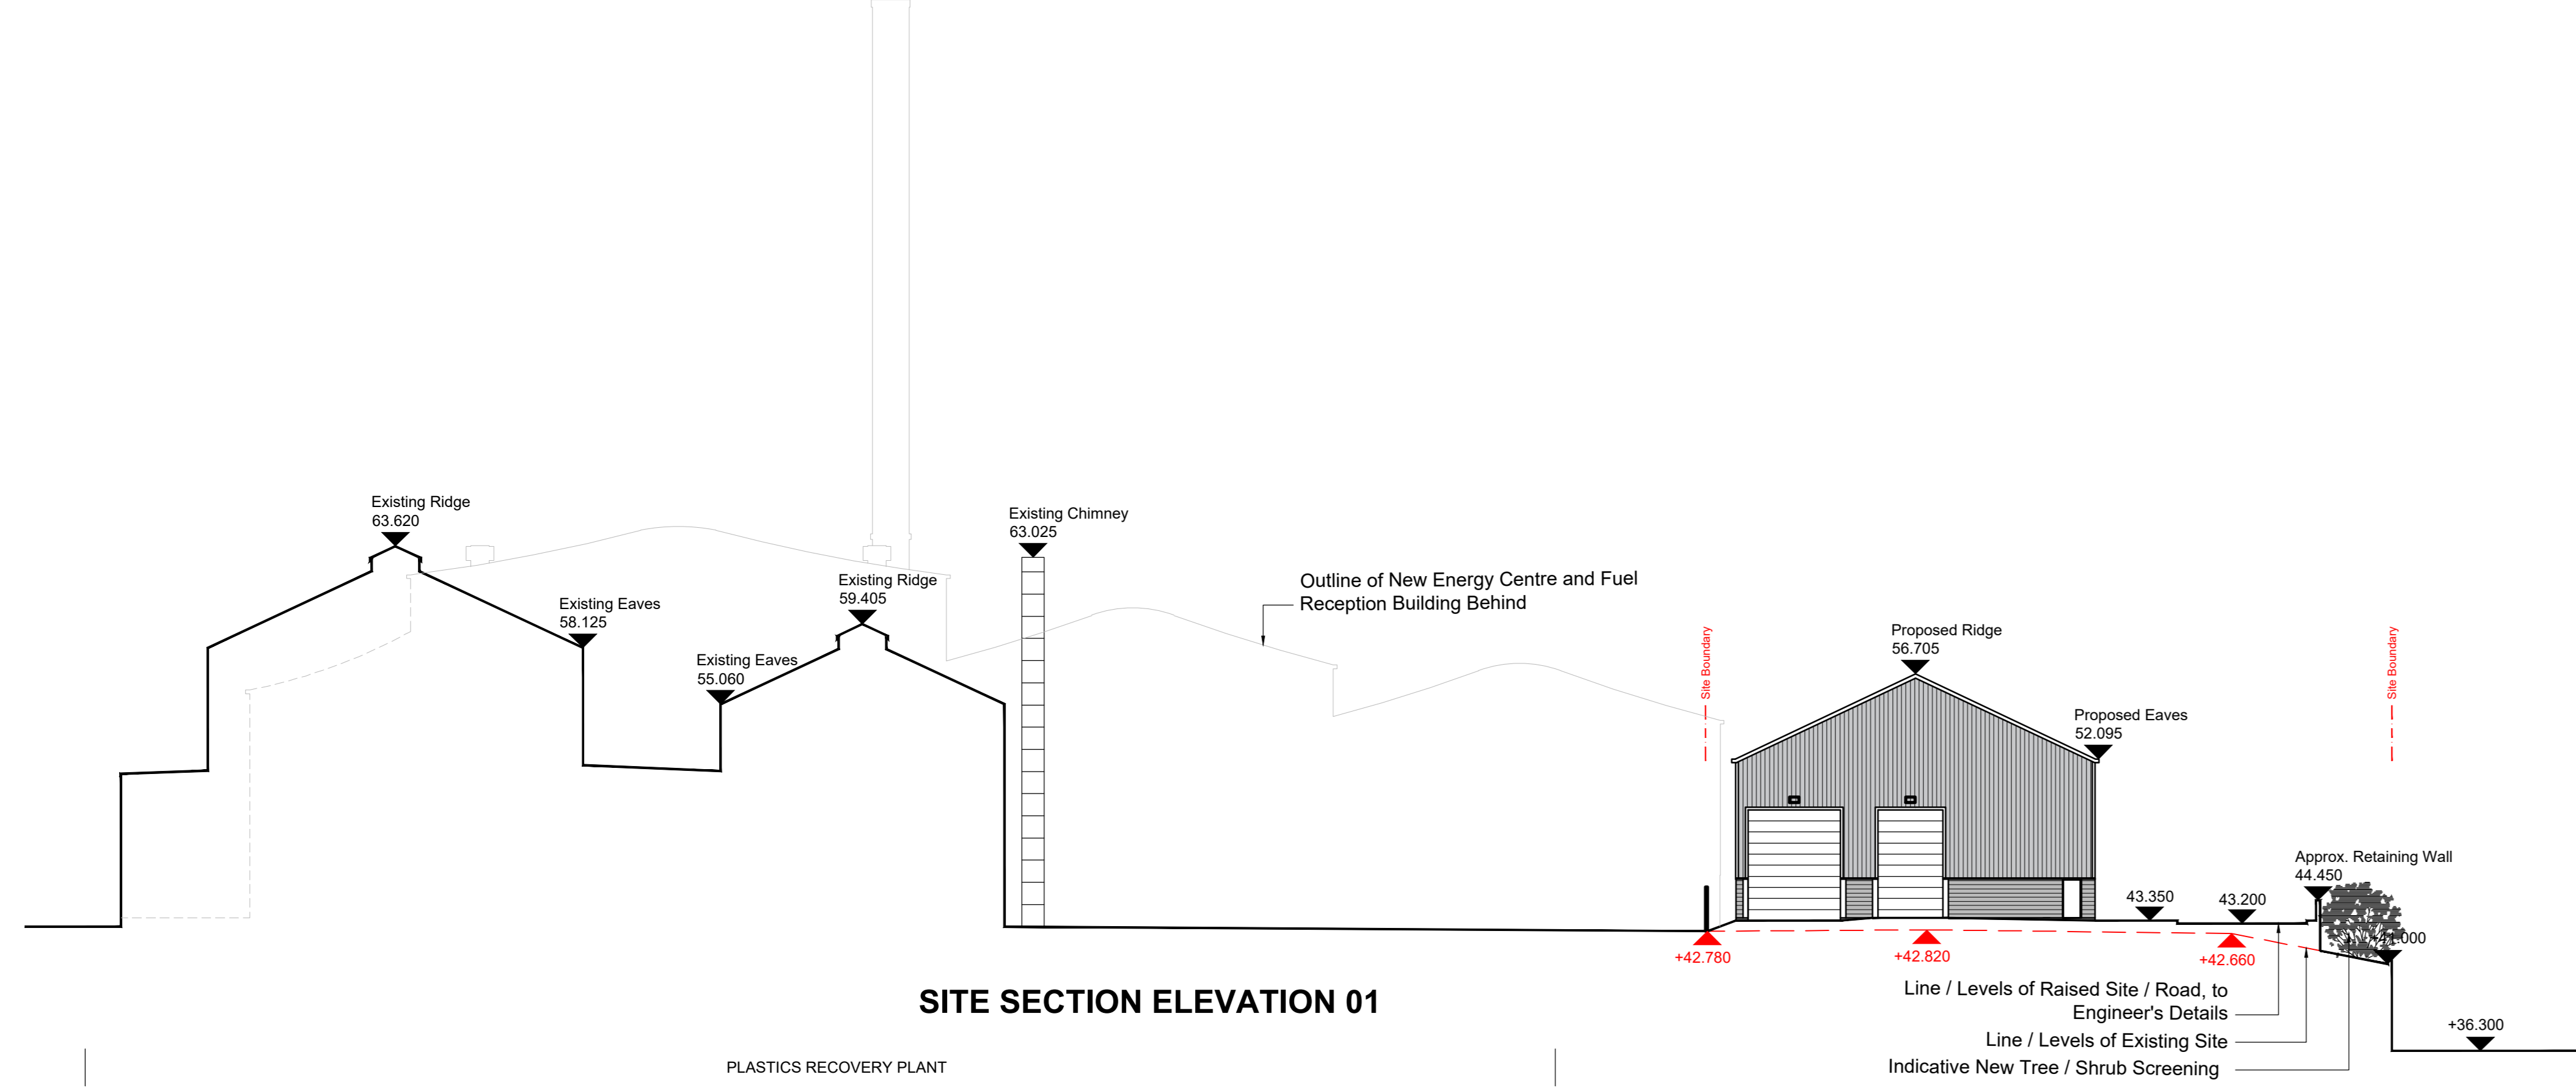 Existing Ridge
63.620
Existing Chimney
63.025
Existing Ridge
59.405
Existing Eaves
58.125
Existing Eaves
55.060
Outline of New Energy Centre and Fuel
Reception Building Behind
Site Boundary
Proposed Ridge
56.705
Site Boundary
Proposed Eaves
52.095
Approx. Retaining Wall
44.450
43.350
43.200
+41.000
+42.780
+42.820
+42.660
SITE SECTION ELEVATION 01
Line / Levels of Raised Site / Road, to
Engineer's Details
Line / Levels of Existing Site
Indicative New Tree / Shrub Screening
+36.300
PLASTICS RECOVERY PLANT